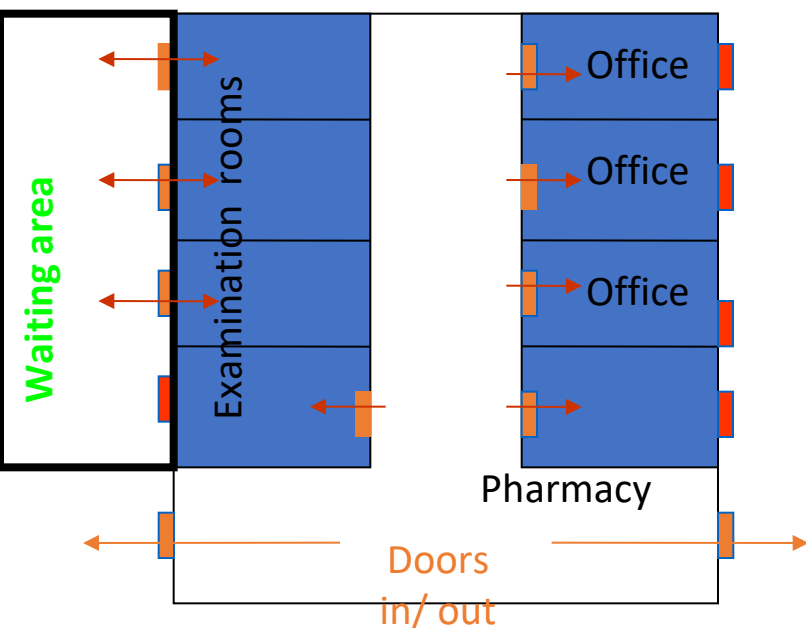 Waiting area
Examination rooms
Office
Office
Office
Pharmacy
Doors
in/ out